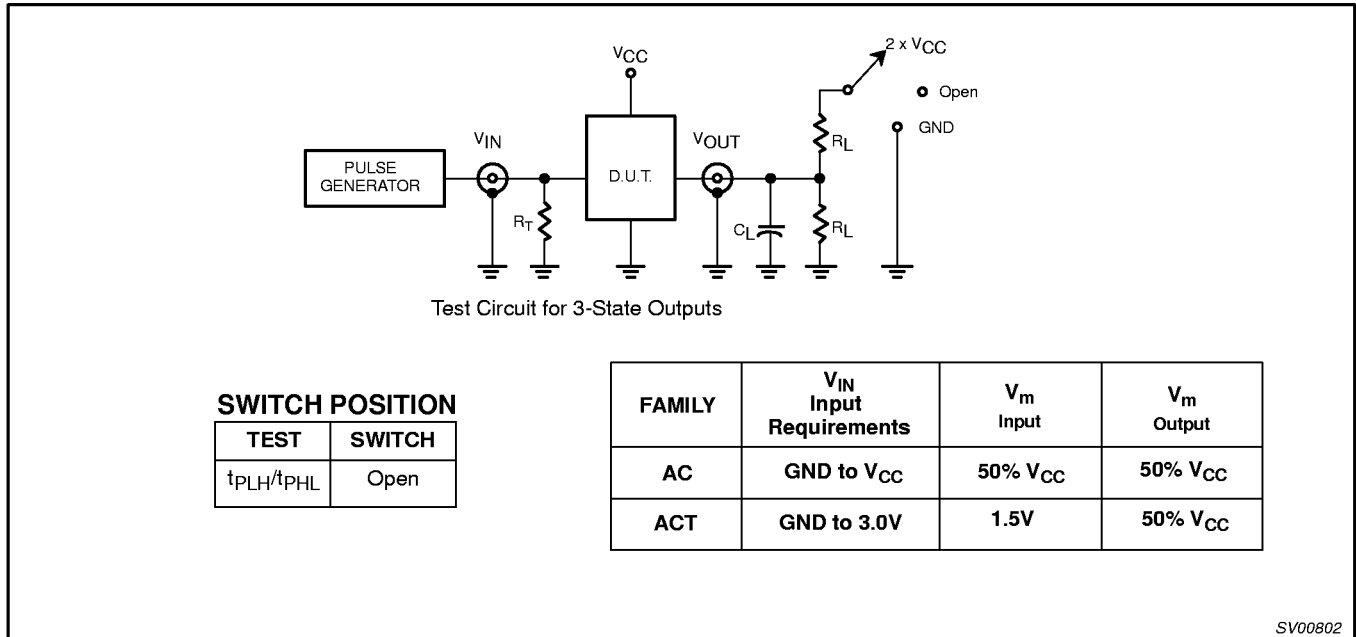 2 x VCC
VCC
Open
GND
VIN
VOUT
RL
PULSE
GENERATOR
D.U.T.
RT
CL
RL
Test Circuit for 3-State Outputs
SWITCH POSITION
TEST SWITCH
tPLH/tPHL Open
FAMILY VIN Input Requirements Vm Input Vm Output
AC GND to VCC 50% VCC 50% VCC
ACT GND to 3.0V 1.5V 50% VCC
SV00802